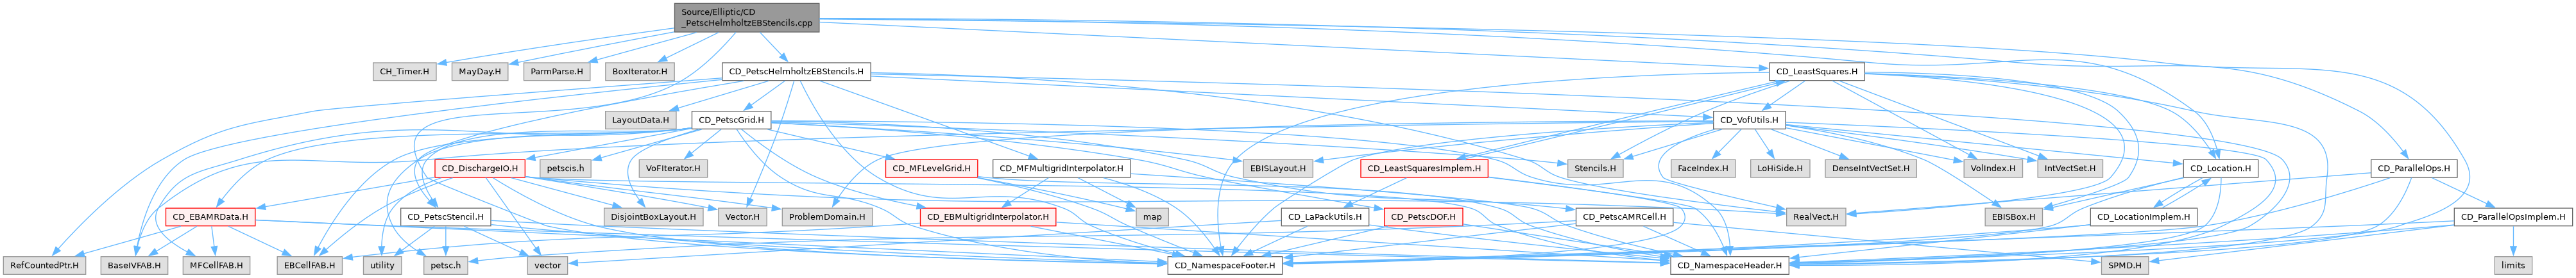 Source/Elliptic/CD
_PetscHelmholtzEBStencils.cpp
CH_Timer.H
MayDay.H
ParmParse.H
BoxIterator.H
CD_PetscHelmholtzEBStencils.H
CD_LeastSquares.H
LayoutData.H
CD_PetscGrid.H
CD_VofUtils.H
CD_DischargeIO.H
petscis.h
VoFIterator.H
CD_MFLevelGrid.H
CD_MFMultigridInterpolator.H
EBISLayout.H
CD_LeastSquaresImplem.H
Stencils.H
FaceIndex.H
LoHiSide.H
DenseIntVectSet.H
VolIndex.H
IntVectSet.H
CD_Location.H
CD_ParallelOps.H
CD_EBAMRData.H
CD_PetscStencil.H
DisjointBoxLayout.H
Vector.H
ProblemDomain.H
CD_EBMultigridInterpolator.H
map
CD_LaPackUtils.H
CD_PetscDOF.H
CD_PetscAMRCell.H
RealVect.H
EBISBox.H
CD_LocationImplem.H
CD_ParallelOpsImplem.H
RefCountedPtr.H
BaseIVFAB.H
MFCellFAB.H
EBCellFAB.H
utility
petsc.h
vector
CD_NamespaceFooter.H
CD_NamespaceHeader.H
SPMD.H
limits